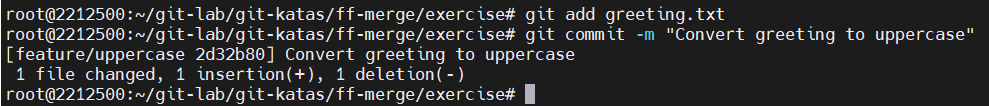 root@2212500:~/git-lab/git-katas/ff-merge/exercise# git add greeting.txt
root@2212500:~/git-lab/git-katas/ff-merge/exercise# git commit -m "Convert greeting to uppercase"
[feature/uppercase 2d32b80] Convert greeting to uppercase
 1 file changed, 1 insertion(+), 1 deletion(-)
root@2212500:~/git-lab/git-katas/ff-merge/exercise#